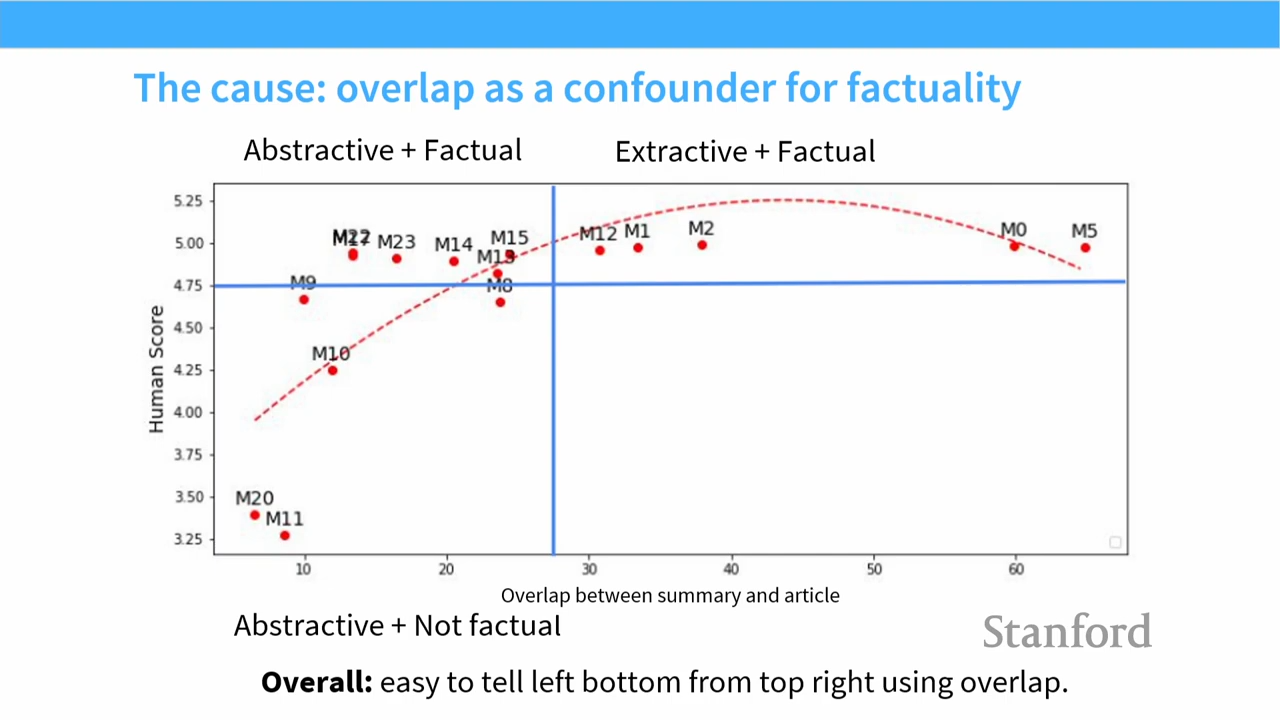 The cause: overlap as a confounder for factuality
Abstractive + Factual
Extractive + Factual
5.25
5.00
4.75
4.50
4.25
4.00
3.75
3.50
3.25
Human Score
M22
M17
M23
M14
M15
M13
M12
M1
M2
M0
M5
M9
M8
M10
M20
M11
10
20
30
40
50
60
Overlap between summary and article
Abstractive + Not factual
Stanford
Overall: easy to tell left bottom from top right using overlap.